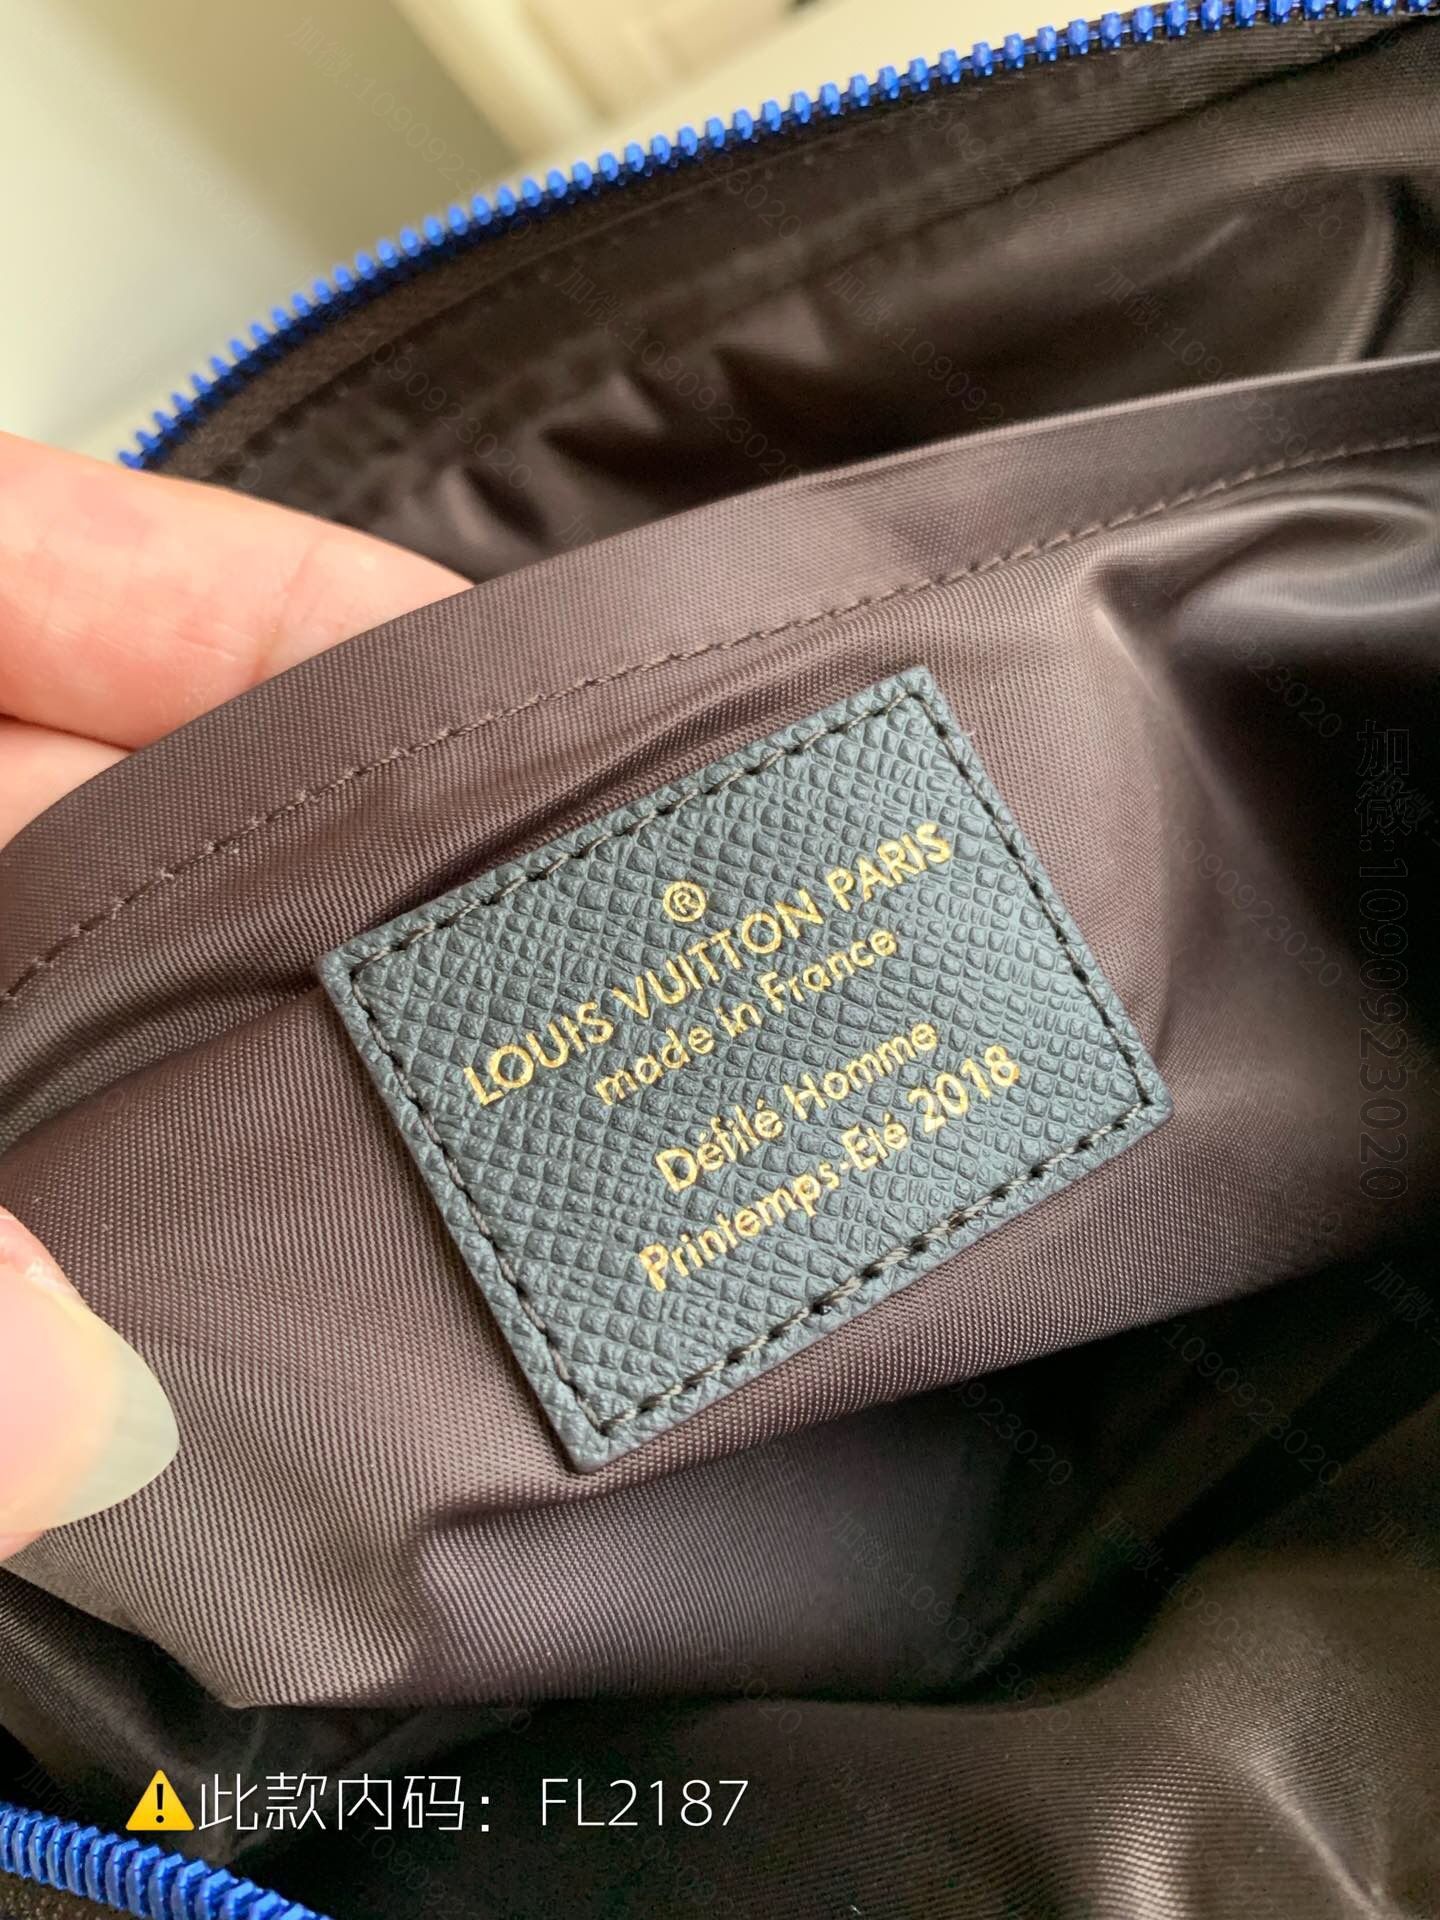 ®
LOUIS VUITTON PARIS
made in France
Défilé Homme
Printemps-Eté 2018
加微:1090923020
⚠此款内码：FL2187